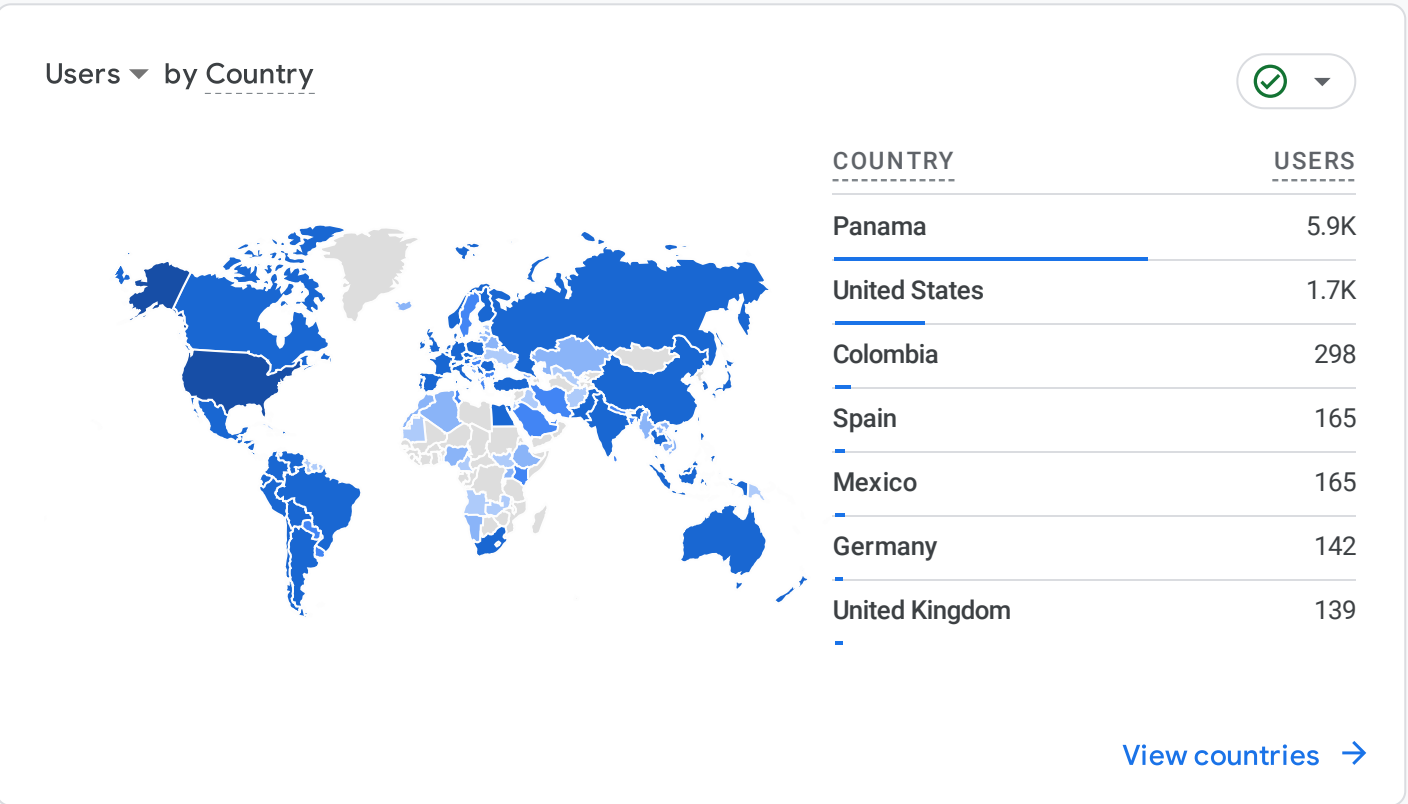 Users by Country
COUNTRY USERS
Panama 5.9K
United States 1.7K
Colombia 298
Spain 165
Mexico 165
Germany 142
United Kingdom 139
View countries